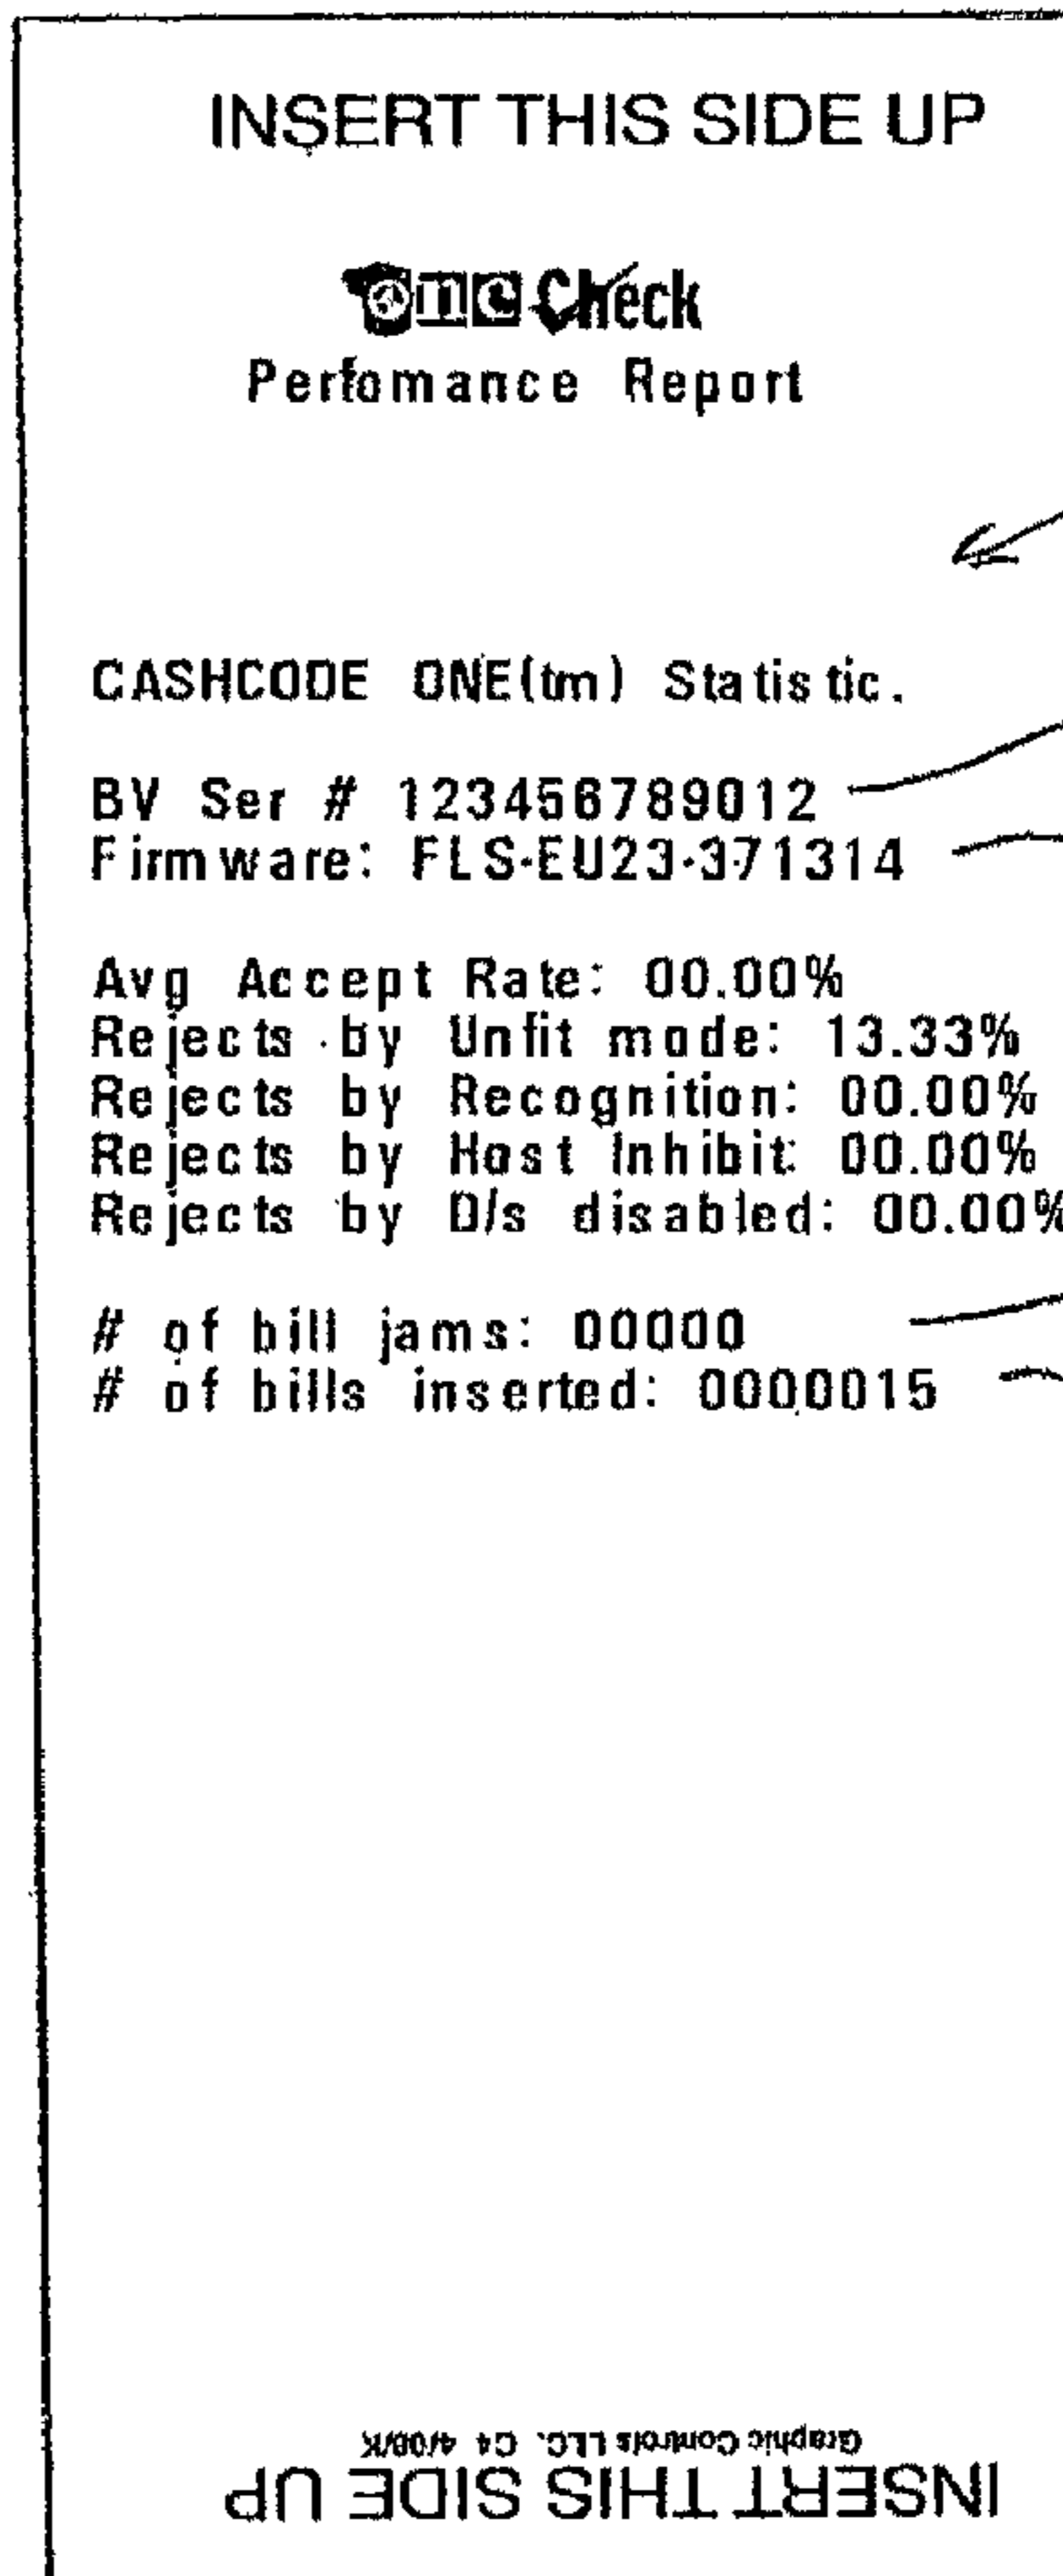 INSERT THIS SIDE UP
One Check
Perfomance Report
CASHCODE ONE(tm) Statistic.
BV Ser # 123456789012
Firmware: FLS-EU23-371314
Avg Accept Rate: 00.00%
Rejects by Unfit mode: 13.33%
Rejects by Recognition: 00.00%
Rejects by Host Inhibit: 00.00%
Rejects by D/s disabled: 00.00%
# of bill jams: 00000
# of bills inserted: 0000015
Graphic Controls LLC. C4 4/00/K
INSERT THIS SIDE UP